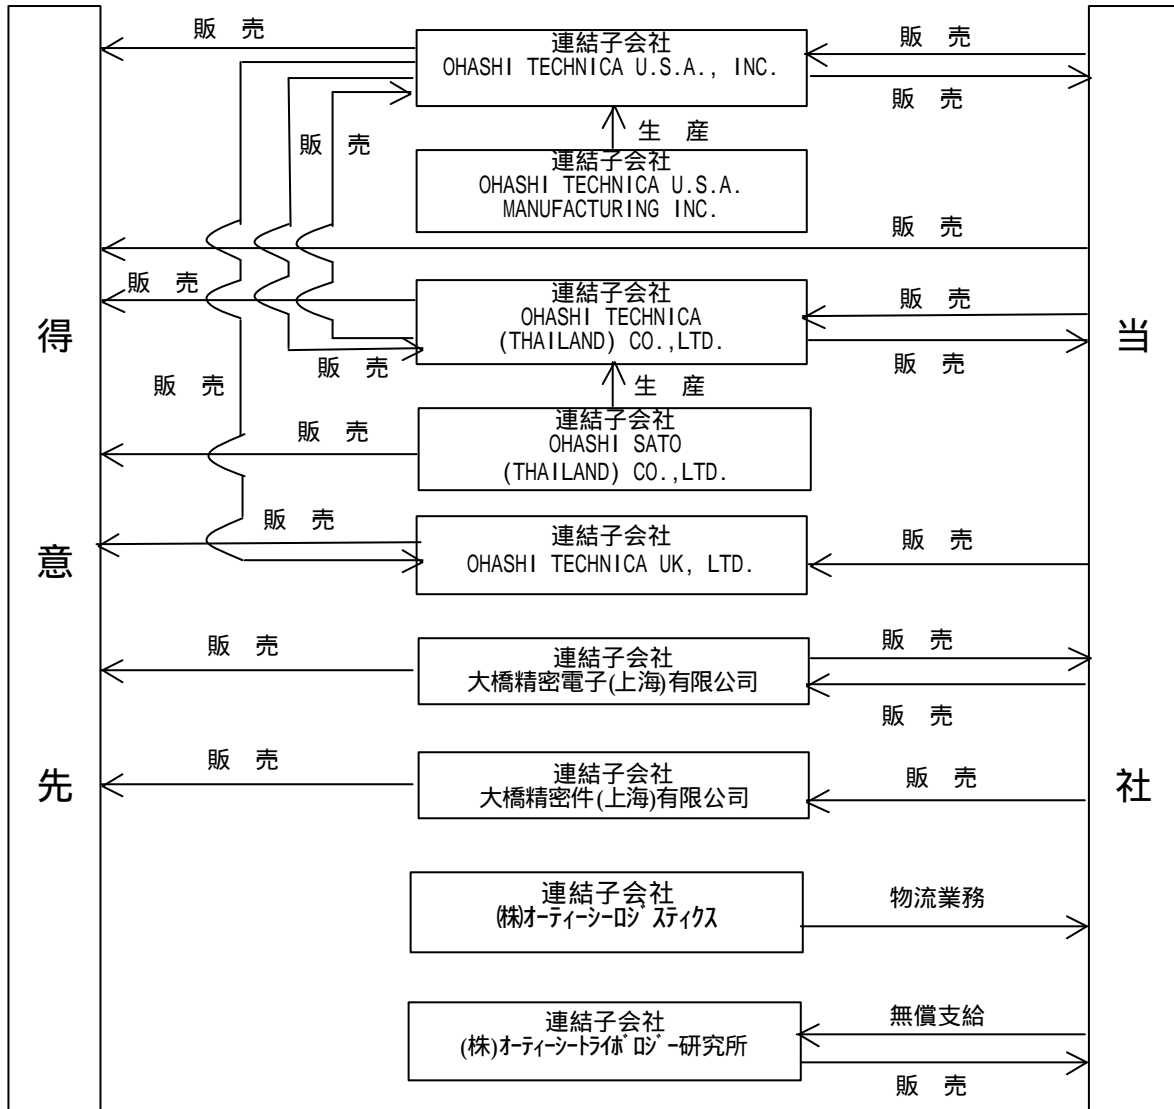 販 売
連結子会社
OHASHI TECHNICA U.S.A., INC.
販 売
販 売
販 売
生 産
連結子会社
OHASHI TECHNICA U.S.A.
MANUFACTURING INC.
販 売
販 売
連結子会社
OHASHI TECHNICA
(THAILAND) CO.,LTD.
販 売
販 売
販 売
販 売
生 産
連結子会社
OHASHI SATO
(THAILAND) CO.,LTD.
販 売
販 売
連結子会社
OHASHI TECHNICA UK, LTD.
販 売
販 売
連結子会社
大橋精密電子(上海)有限公司
販 売
販 売
販 売
連結子会社
大橋精密件(上海)有限公司
販 売
連結子会社
㈱オーティーシーロジスティクス
物流業務
連結子会社
(株)オーティーシートライボロジー研究所
無償支給
販 売
得意先
当社